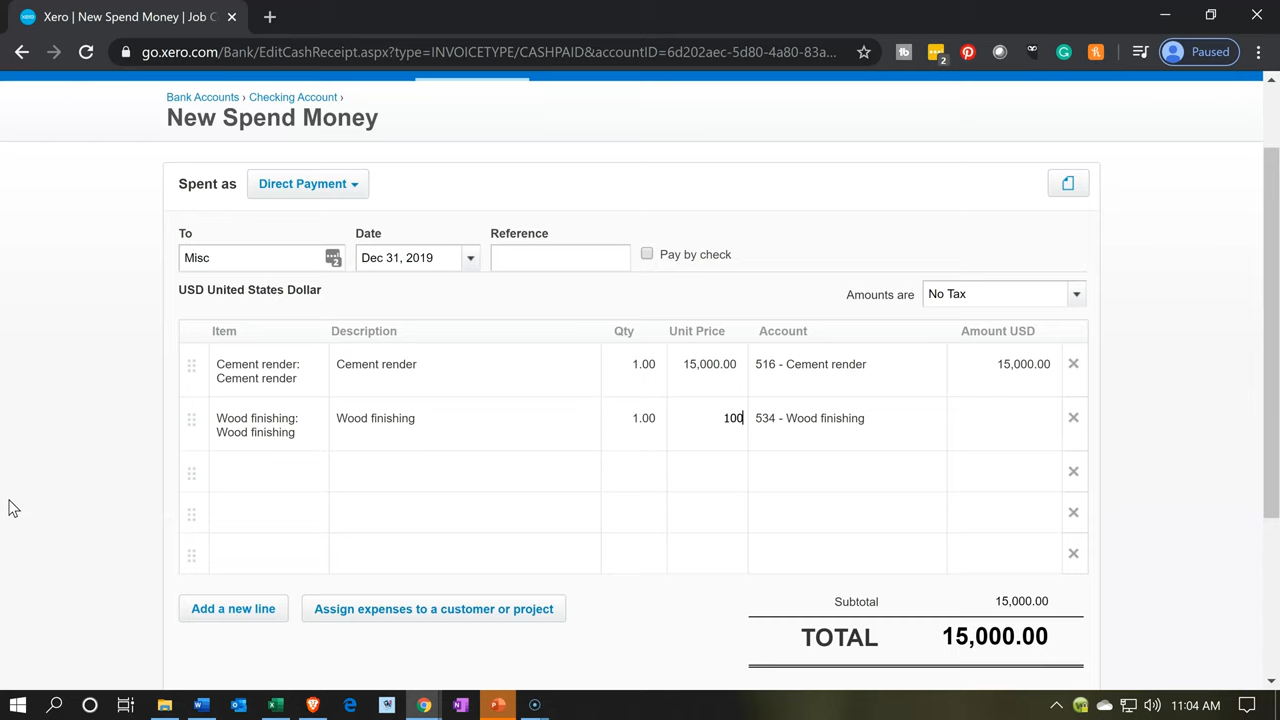 Xero | New Spend Money | Job C
go.xero.com/Bank/EditCashReceipt.aspx?type=INVOICETYPE/CASHPAID&accountID=6d202aec-5d80-4a80-83a...
2
Paused
Bank Accounts › Checking Account ›
New Spend Money
Spent as
Direct Payment
To
Date
Reference
Misc
2
Dec 31, 2019
Pay by check
USD United States Dollar
Amounts are
No Tax
Item Description Qty Unit Price Account Amount USD
Cement render: Cement render 1.00 15,000.00 516 - Cement render 15,000.00
Cement render
Wood finishing: Wood finishing 1.00 100 534 - Wood finishing
Wood finishing
Add a new line
Assign expenses to a customer or project
Subtotal 15,000.00
TOTAL 15,000.00
11:04 AM